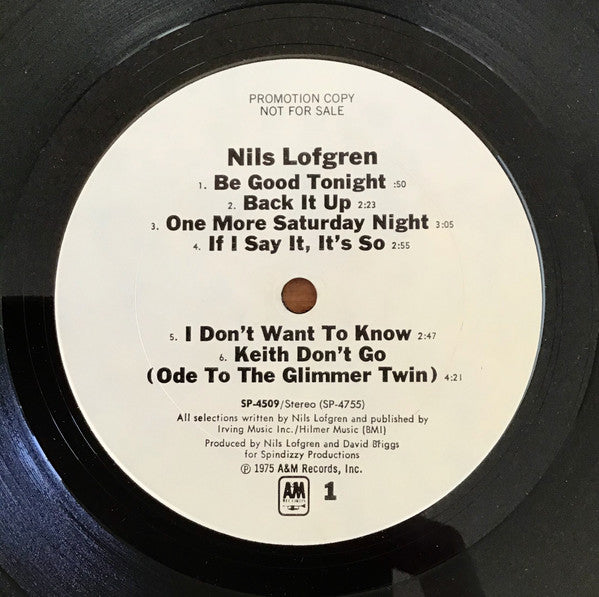 PROMOTION COPY
NOT FOR SALE
Nils Lofgren
1. Be Good Tonight :50
2. Back It Up 2:23
3. One More Saturday Night 3:05
4. If I Say It, It's So 2:55
5. I Don't Want To Know 2:47
6. Keith Don't Go
(Ode To The Glimmer Twin) 4:21
SP-4509/Stereo (SP-4755)
All selections written by Nils Lofgren and published by
Irving Music Inc./Hilmer Music (BMI)
Produced by Nils Lofgren and David Briggs
for Spindizzy Productions
℗ 1975 A&M Records, Inc.
A&M
RECORDS
1